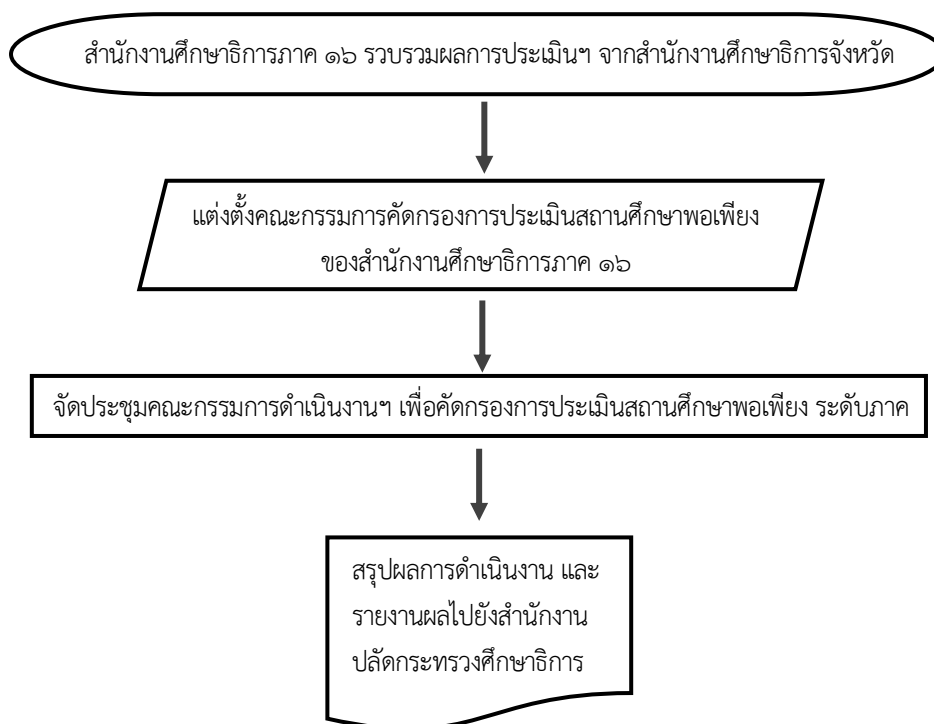 สำนักงานศึกษาธิการภาค ๑๖ รวบรวมผลการประเมินฯ จากสำนักงานศึกษาธิการจังหวัด
แต่งตั้งคณะกรรมการคัดกรองการประเมินสถานศึกษาพอเพียง
ของสำนักงานศึกษาธิการภาค ๑๖
จัดประชุมคณะกรรมการดำเนินงานฯ เพื่อคัดกรองการประเมินสถานศึกษาพอเพียง ระดับภาค
สรุปผลการดำเนินงาน และ
รายงานผลไปยังสำนักงาน
ปลัดกระทรวงศึกษาธิการ